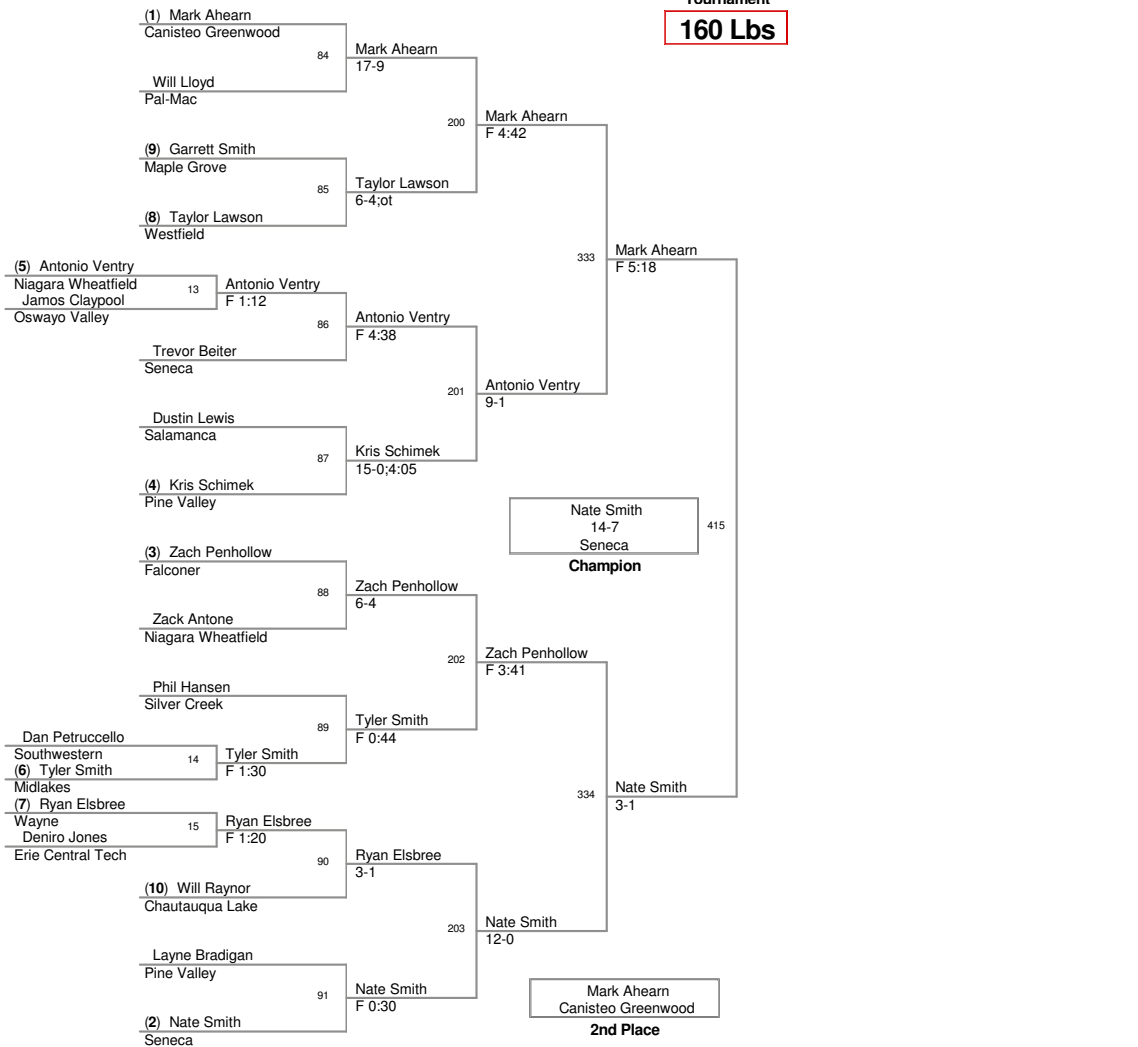 Tournament
160 Lbs
(1) Mark Ahearn
Canisteo Greenwood
84
Mark Ahearn
17-9
Will Lloyd
Pal-Mac
200
Mark Ahearn
F 4:42
(9) Garrett Smith
Maple Grove
85
Taylor Lawson
6-4;ot
(8) Taylor Lawson
Westfield
333
Mark Ahearn
F 5:18
(5) Antonio Ventry
Niagara Wheatfield
13
Jamos Claypool
Oswayo Valley
Antonio Ventry
F 1:12
86
Antonio Ventry
F 4:38
Trevor Beiter
Seneca
201
Antonio Ventry
9-1
Dustin Lewis
Salamanca
87
Kris Schimek
15-0;4:05
(4) Kris Schimek
Pine Valley
Nate Smith
14-7
Seneca
415
Champion
(3) Zach Penhollow
Falconer
88
Zach Penhollow
6-4
Zack Antone
Niagara Wheatfield
202
Zach Penhollow
F 3:41
Phil Hansen
Silver Creek
89
Tyler Smith
F 0:44
Dan Petruccello
Southwestern
14
(6) Tyler Smith
Midlakes
Tyler Smith
F 1:30
334
Nate Smith
3-1
(7) Ryan Elsbree
Wayne
15
Deniro Jones
Erie Central Tech
Ryan Elsbree
F 1:20
90
Ryan Elsbree
3-1
(10) Will Raynor
Chautauqua Lake
203
Nate Smith
12-0
Layne Bradigan
Pine Valley
91
Nate Smith
F 0:30
(2) Nate Smith
Seneca
Mark Ahearn
Canisteo Greenwood
2nd Place